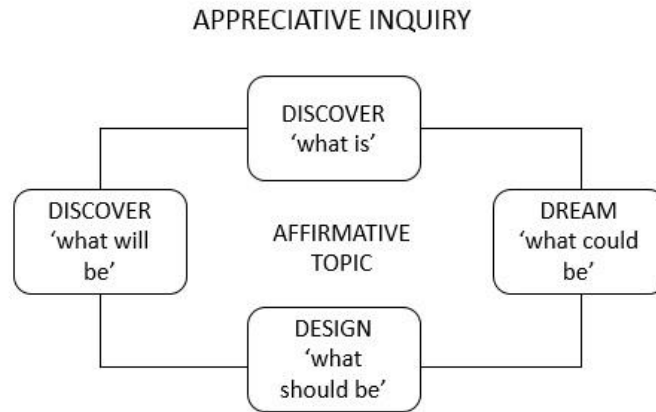 APPRECIATIVE INQUIRY
DISCOVER
‘what is’
DISCOVER
‘what will
be’
AFFIRMATIVE
TOPIC
DREAM
‘what could
be’
DESIGN
‘what
should be’